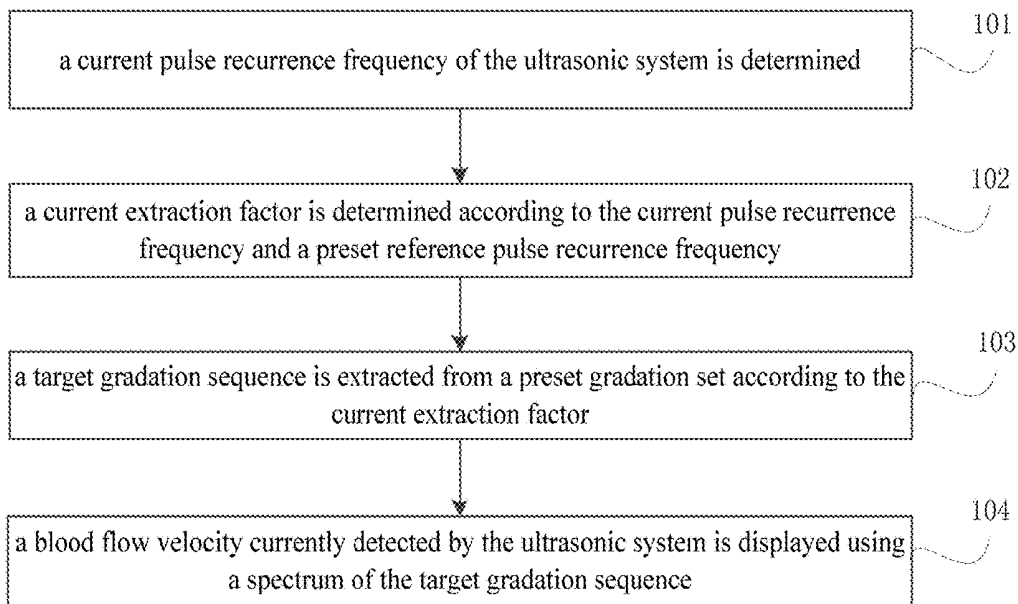 101
a current pulse recurrence frequency of the ultrasonic system is determined
102
a current extraction factor is determined according to the current pulse recurrence
frequency and a preset reference pulse recurrence frequency
103
a target gradation sequence is extracted from a preset gradation set according to the
current extraction factor
104
a blood flow velocity currently detected by the ultrasonic system is displayed using
a spectrum of the target gradation sequence